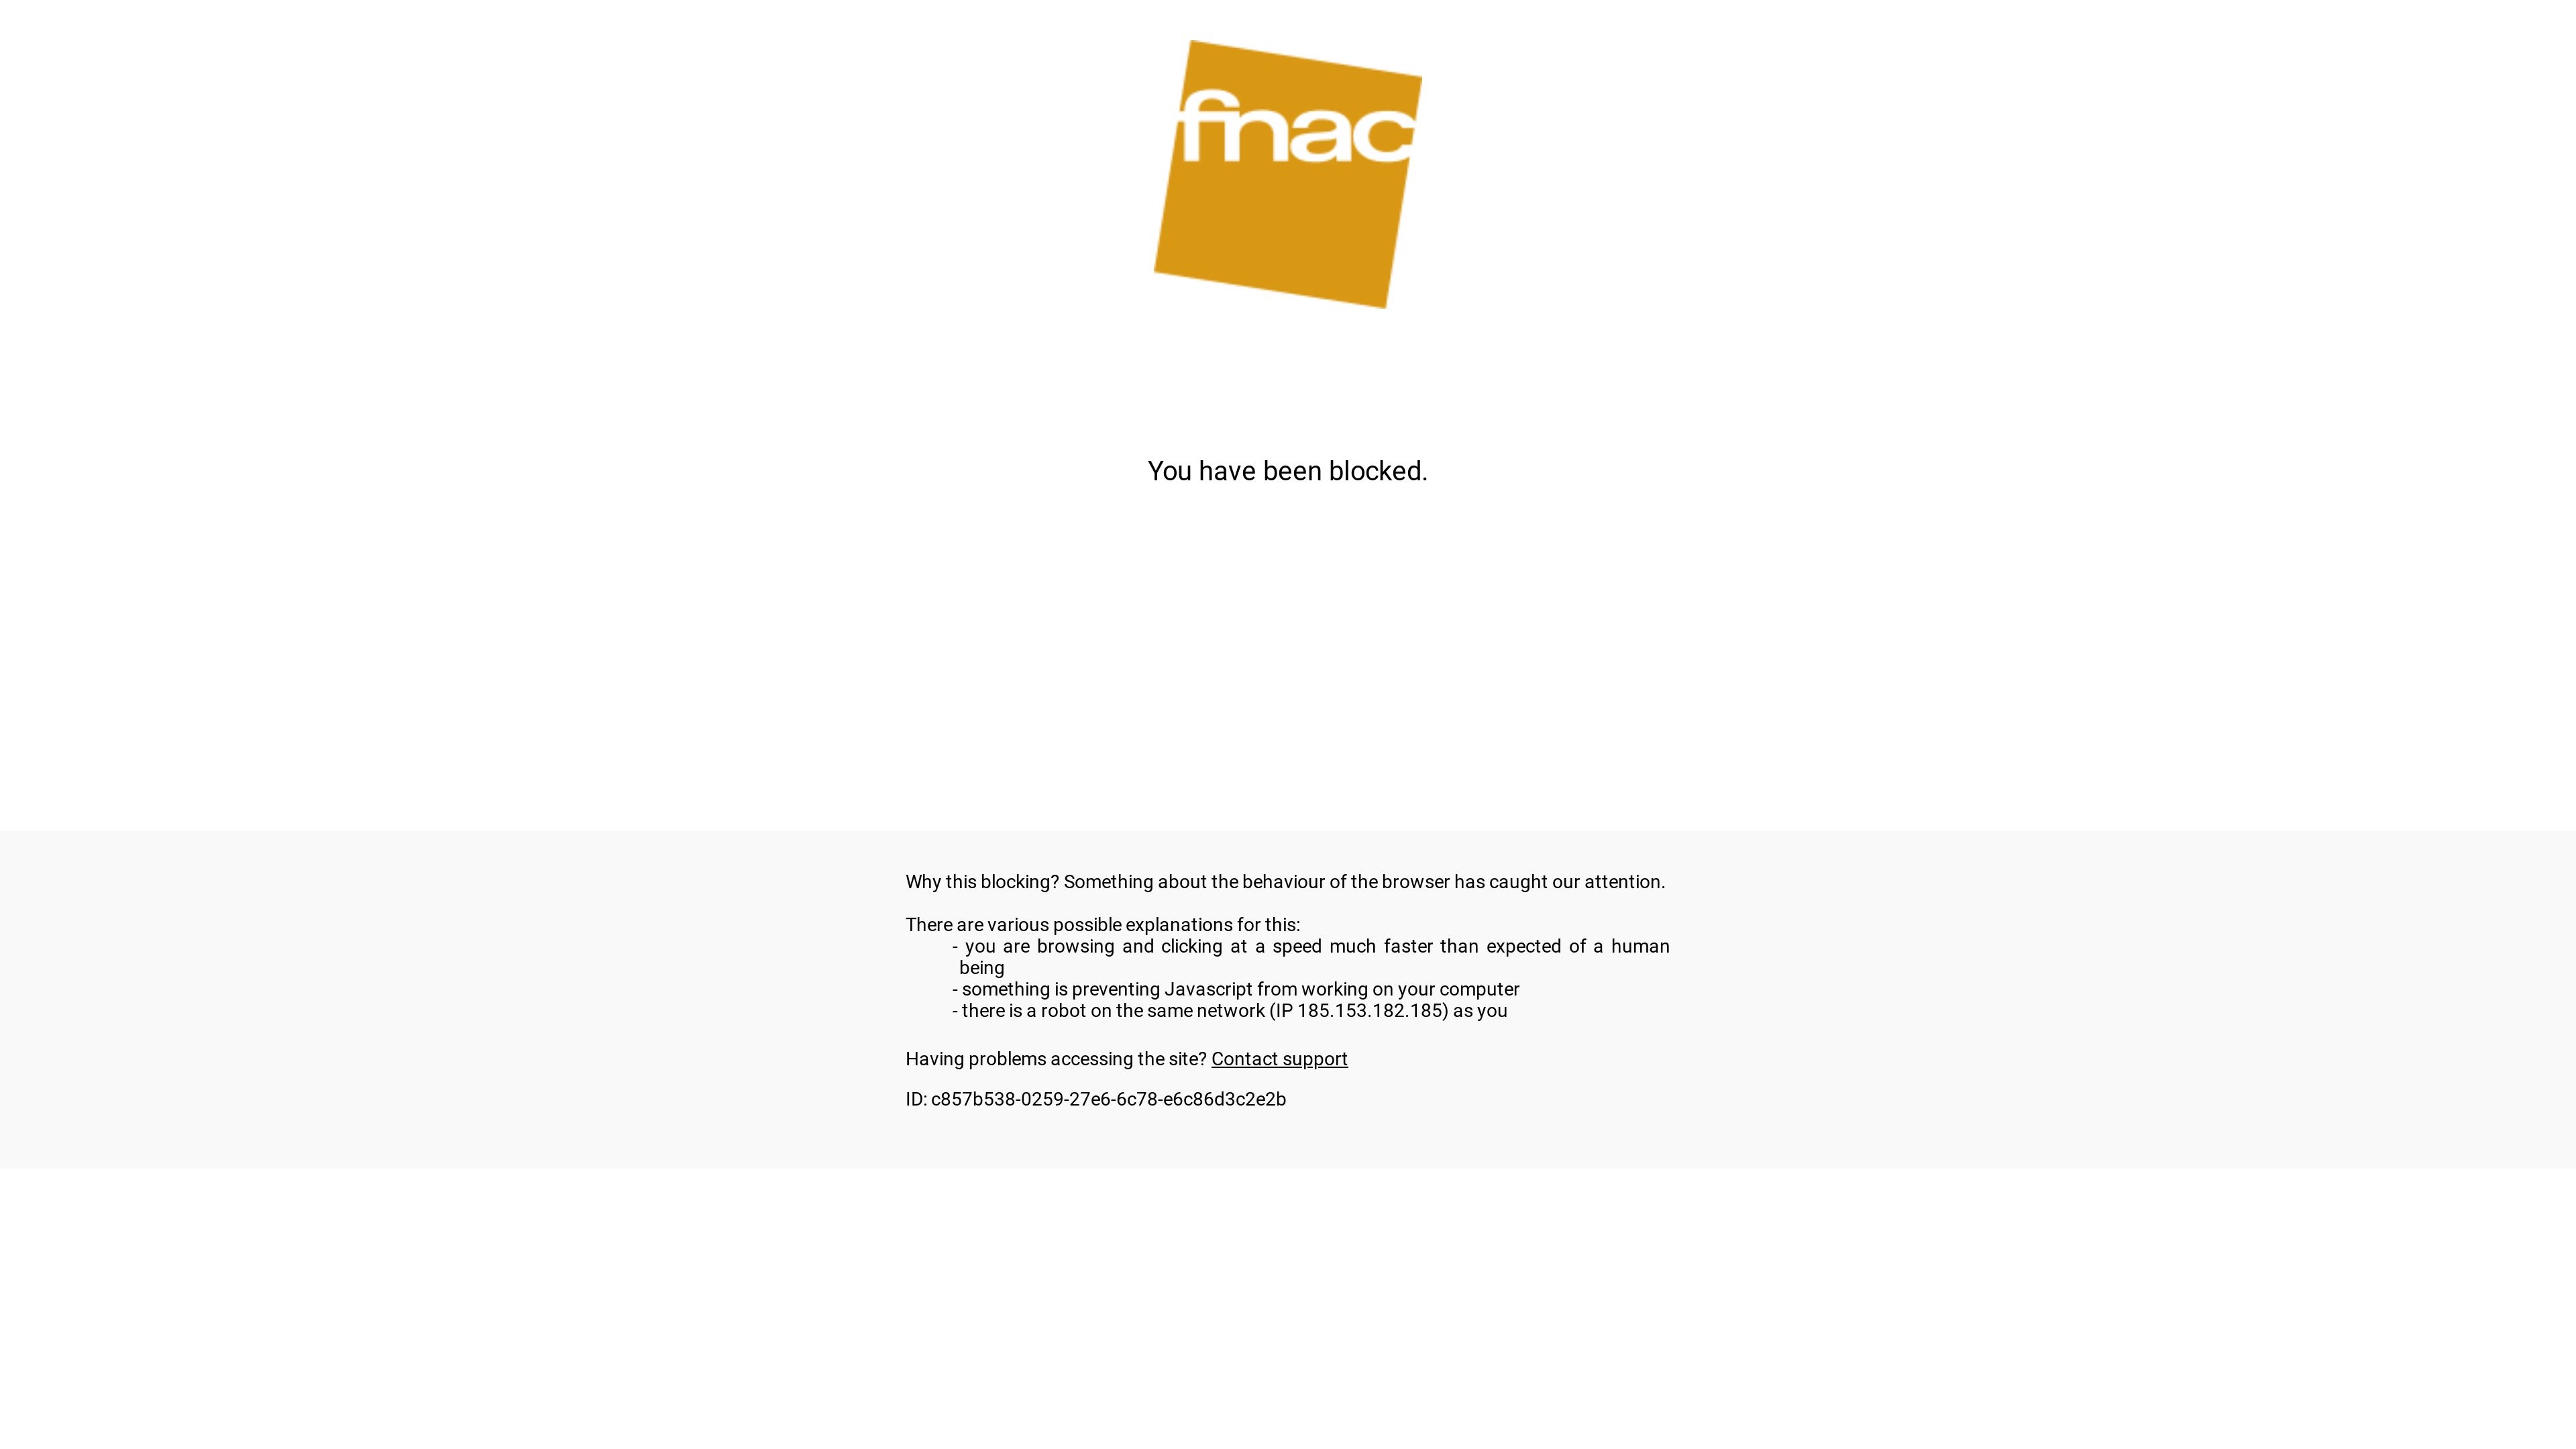 fnac
You have been blocked.
Why this blocking? Something about the behaviour of the browser has caught our attention.
There are various possible explanations for this:
- you are browsing and clicking at a speed much faster than expected of a human
being
- something is preventing Javascript from working on your computer
- there is a robot on the same network (IP 185.153.182.185) as you
Having problems accessing the site? Contact support
ID: c857b538-0259-27e6-6c78-e6c86d3c2e2b